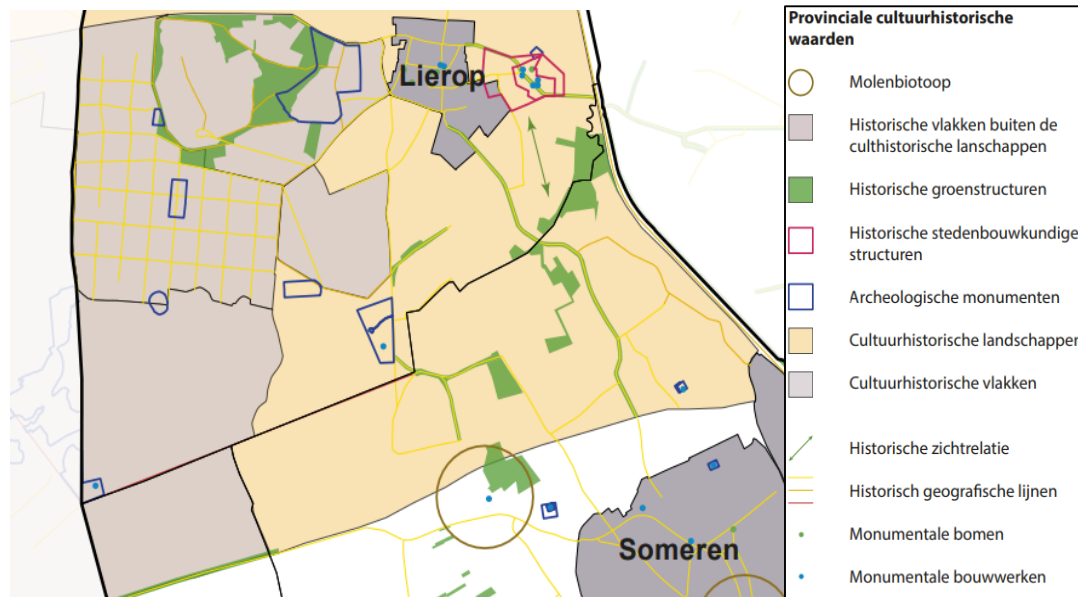 Lierop
Someren
Provinciale cultuurhistorische
waarden
Molenbiotoop
Historische vlakken buiten de
culthistorische lanschappen
Historische groenstructuren
Historische stedenbouwkundige
structuren
Archeologische monumenten
Cultuurhistorische landschappen
Cultuurhistorische vlakken
Historische zichtrelatie
Historisch geografische lijnen
Monumentale bomen
Monumentale bouwwerken